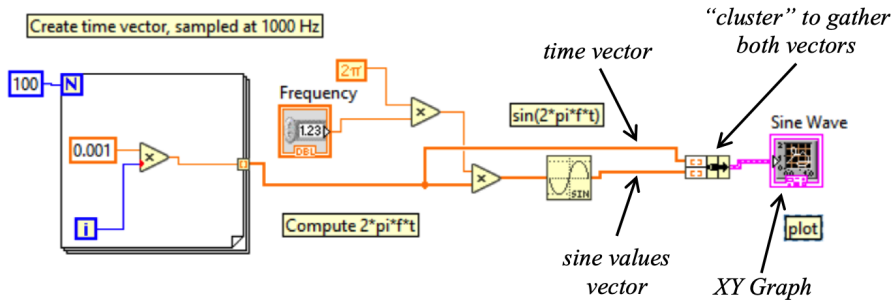 Create time vector, sampled at 1000 Hz
"cluster" to gather
both vectors
time vector
100
N
2π
Frequency
1.23
DBL
sin(2*pi*f*t)
Sine Wave
0.001
×
×
×
SIN
i
Compute 2*pi*f*t
plot
sine values
vector
XY Graph